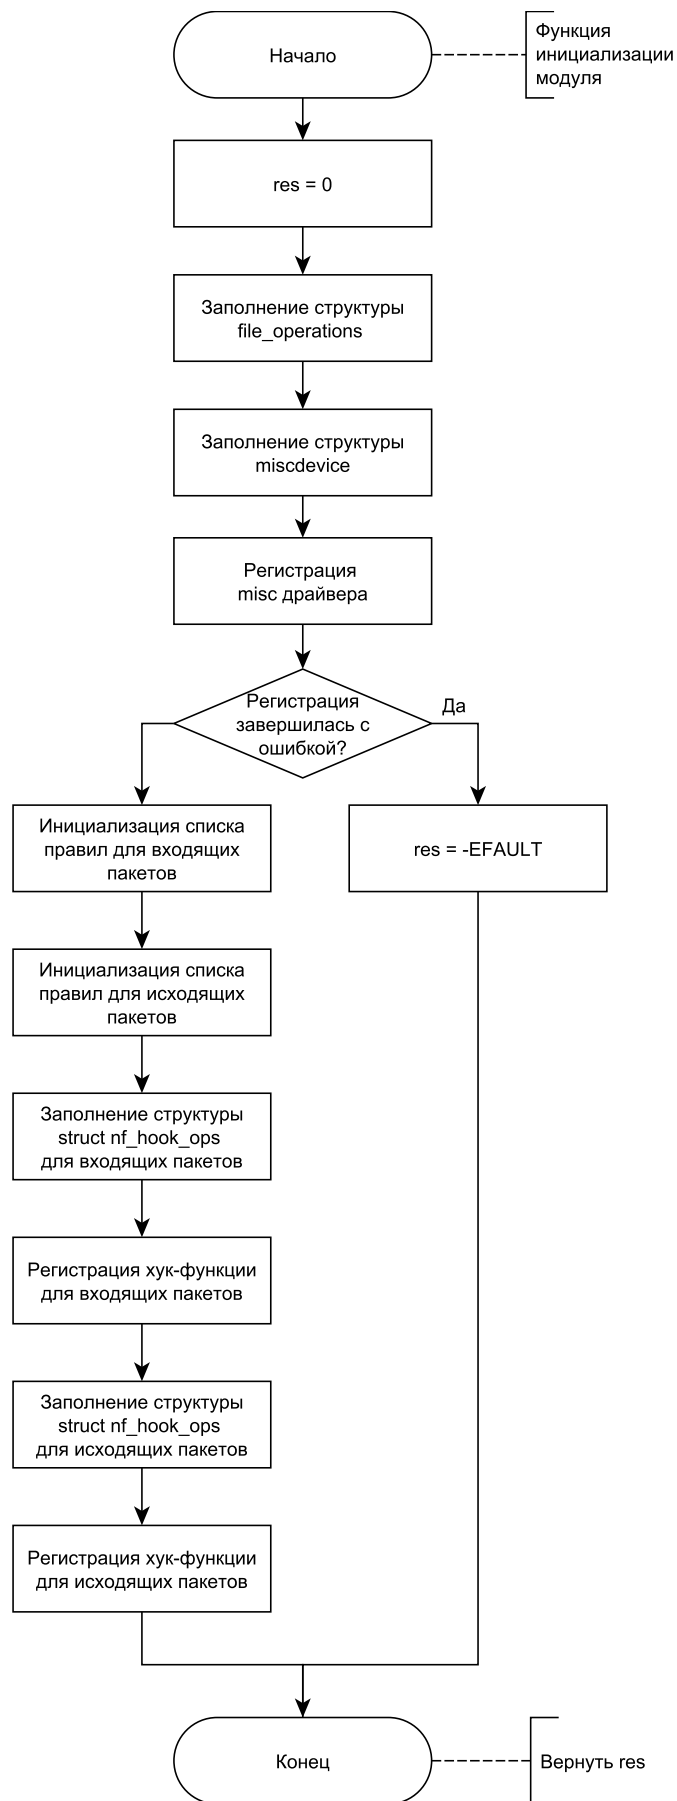 Начало
Функция
инициализации
модуля
res = 0
Заполнение структуры
file_operations
Заполнение структуры
miscdevice
Регистрация
misc драйвера
Регистрация
завершилась с
ошибкой?
Да
Инициализация списка
правил для входящих
пакетов
res = -EFAULT
Инициализация списка
правил для исходящих
пакетов
Заполнение структуры
struct nf_hook_ops
для входящих пакетов
Регистрация хук-функции
для входящих пакетов
Заполнение структуры
struct nf_hook_ops
для исходящих пакетов
Регистрация хук-функции
для исходящих пакетов
Конец
Вернуть res